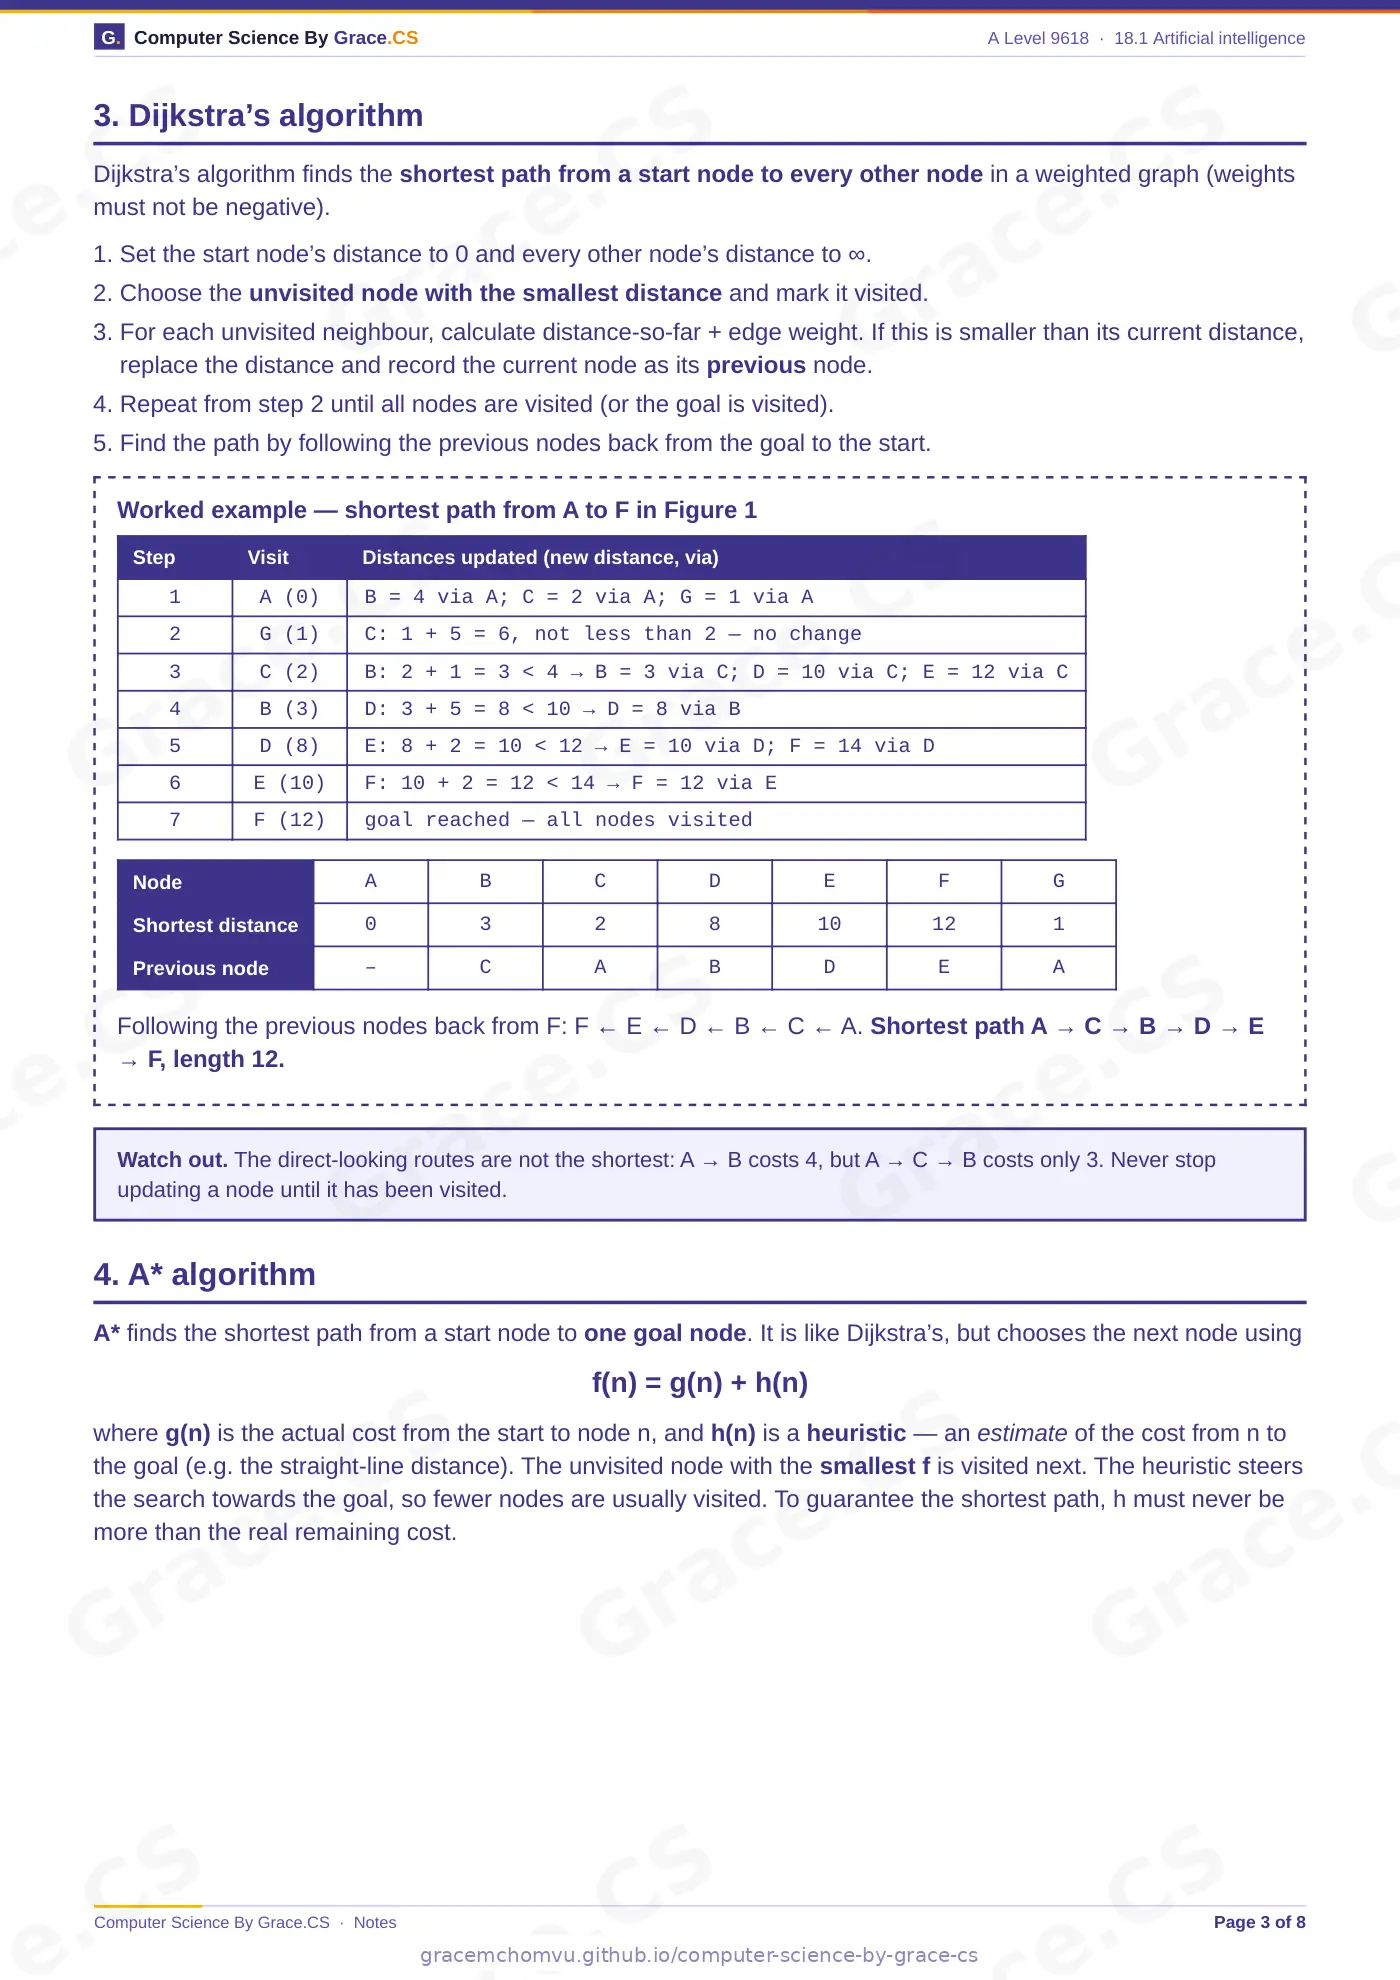 G. Computer Science By Grace.CS
A Level 9618 · 18.1 Artificial intelligence
3. Dijkstra’s algorithm
Dijkstra’s algorithm finds the shortest path from a start node to every other node in a weighted graph (weights
must not be negative).
1. Set the start node’s distance to 0 and every other node’s distance to ∞.
2. Choose the unvisited node with the smallest distance and mark it visited.
3. For each unvisited neighbour, calculate distance-so-far + edge weight. If this is smaller than its current distance,
replace the distance and record the current node as its previous node.
4. Repeat from step 2 until all nodes are visited (or the goal is visited).
5. Find the path by following the previous nodes back from the goal to the start.
Worked example — shortest path from A to F in Figure 1
Step Visit Distances updated (new distance, via)
1 A (0) B = 4 via A; C = 2 via A; G = 1 via A
2 G (1) C: 1 + 5 = 6, not less than 2 — no change
3 C (2) B: 2 + 1 = 3 < 4 → B = 3 via C; D = 10 via C; E = 12 via C
4 B (3) D: 3 + 5 = 8 < 10 → D = 8 via B
5 D (8) E: 8 + 2 = 10 < 12 → E = 10 via D; F = 14 via D
6 E (10) F: 10 + 2 = 12 < 14 → F = 12 via E
7 F (12) goal reached — all nodes visited
Node A B C D E F G
Shortest distance 0 3 2 8 10 12 1
Previous node – C A B D E A
Following the previous nodes back from F: F ← E ← D ← B ← C ← A. Shortest path A → C → B → D → E
→ F, length 12.
Watch out. The direct-looking routes are not the shortest: A → B costs 4, but A → C → B costs only 3. Never stop
updating a node until it has been visited.
4. A* algorithm
A* finds the shortest path from a start node to one goal node. It is like Dijkstra’s, but chooses the next node using
f(n) = g(n) + h(n)
where g(n) is the actual cost from the start to node n, and h(n) is a heuristic — an estimate of the cost from n to
the goal (e.g. the straight-line distance). The unvisited node with the smallest f is visited next. The heuristic steers
the search towards the goal, so fewer nodes are usually visited. To guarantee the shortest path, h must never be
more than the real remaining cost.
Computer Science By Grace.CS · Notes
Page 3 of 8
gracemchomvu.github.io/computer-science-by-grace-cs